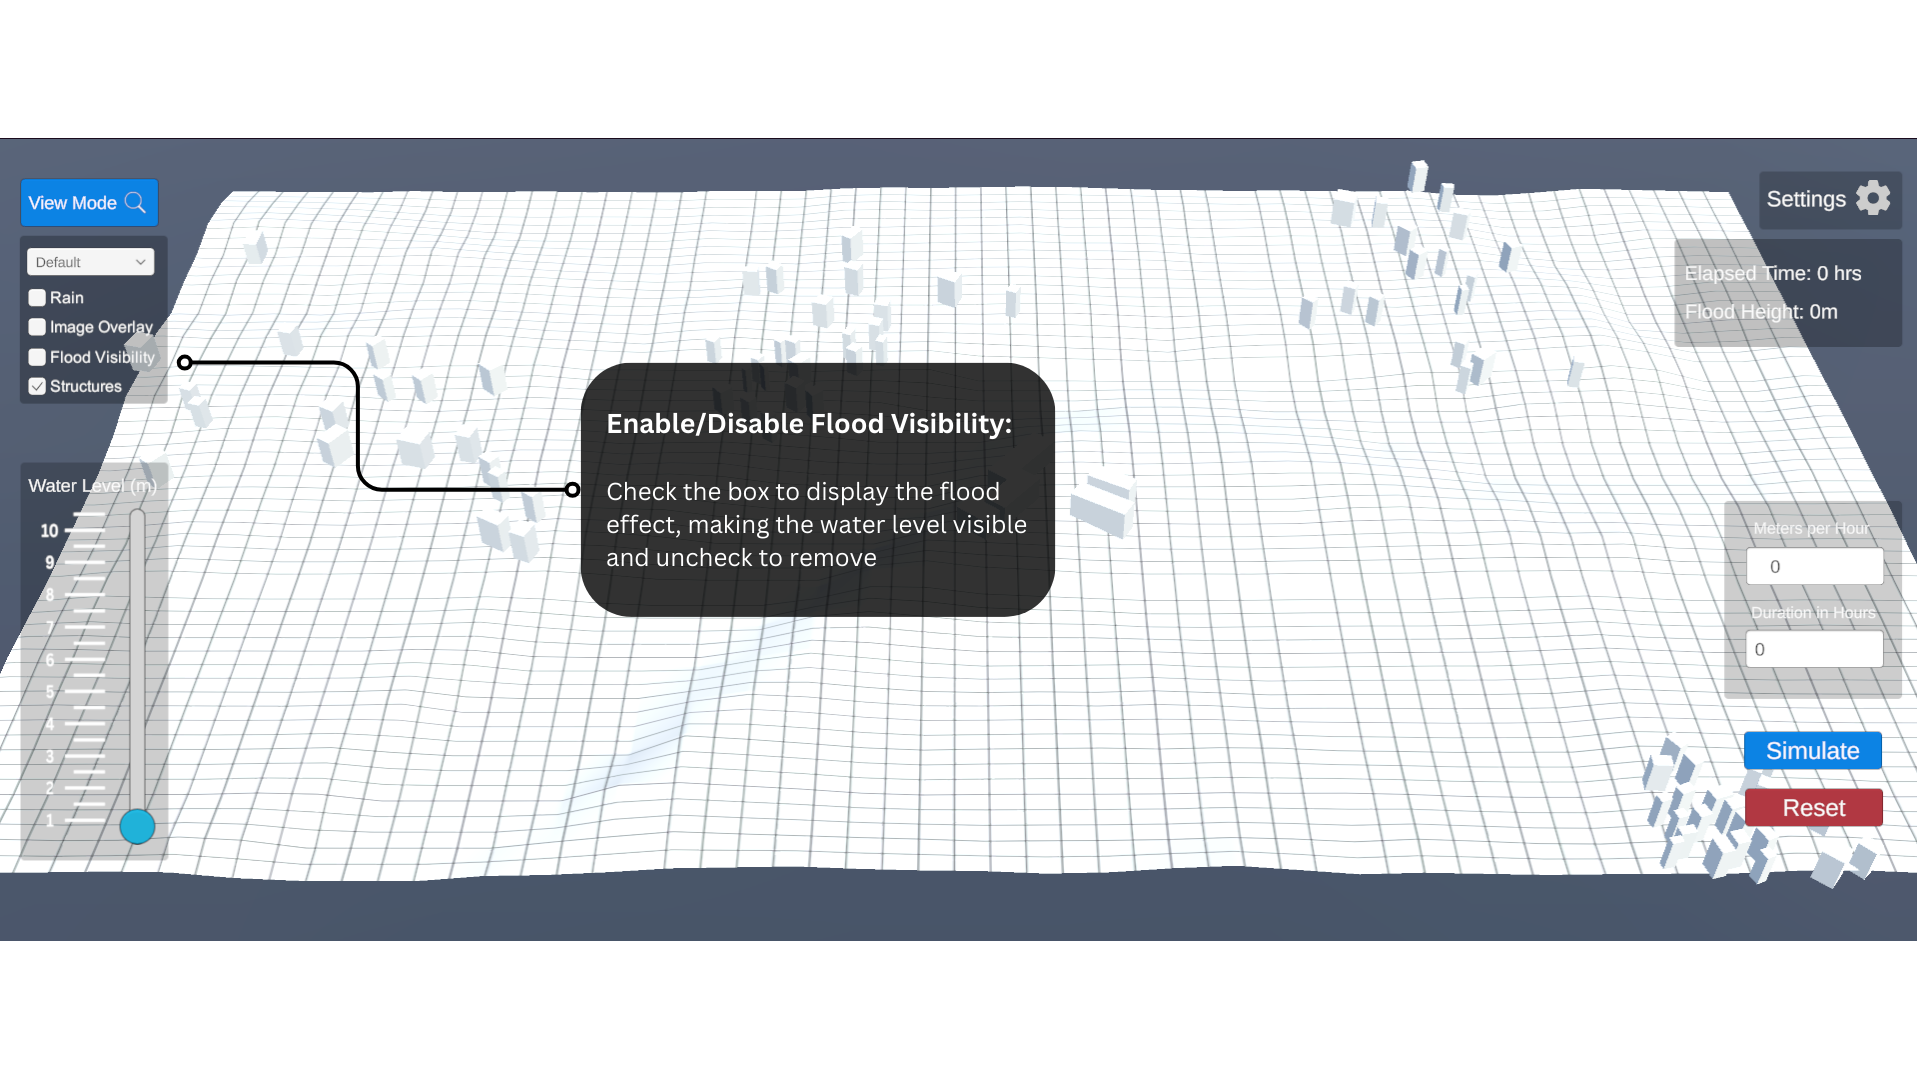 View Mode
Default
Rain
Image Overlay
Flood Visibility
Structures
Water Level (m)
10
9
8
7
6
5
4
3
2
1
Enable/Disable Flood Visibility:
Check the box to display the flood
effect, making the water level visible
and uncheck to remove
Settings
Elapsed Time: 0 hrs
Flood Height: 0m
Meters per Hour
0
Duration in Hours
0
Simulate
Reset